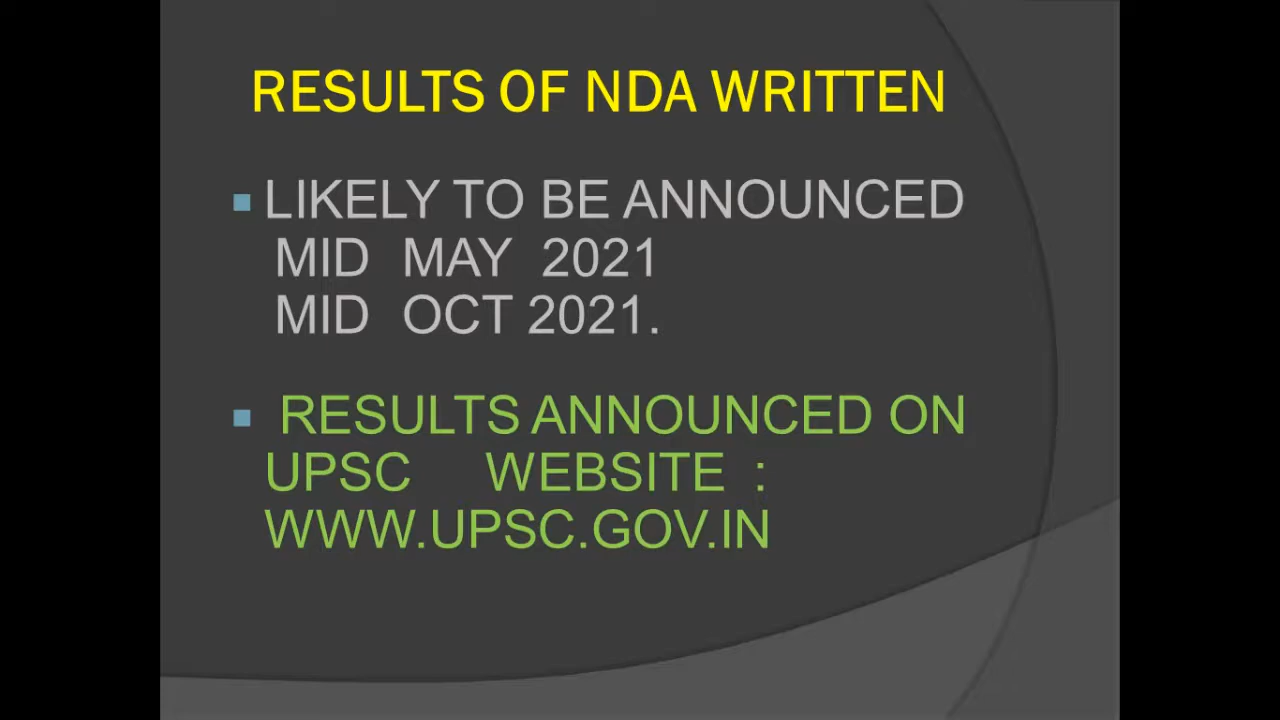 RESULTS OF NDA WRITTEN
LIKELY TO BE ANNOUNCED
MID MAY 2021
MID OCT 2021.
RESULTS ANNOUNCED ON
UPSC WEBSITE :
WWW.UPSC.GOV.IN